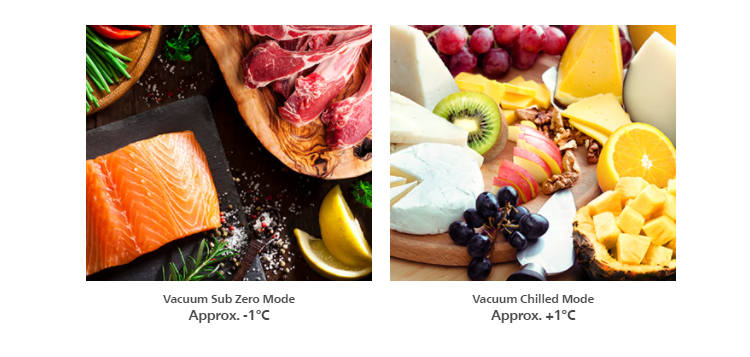 Vacuum Sub Zero Mode
Approx. -1°C
Vacuum Chilled Mode
Approx. +1°C